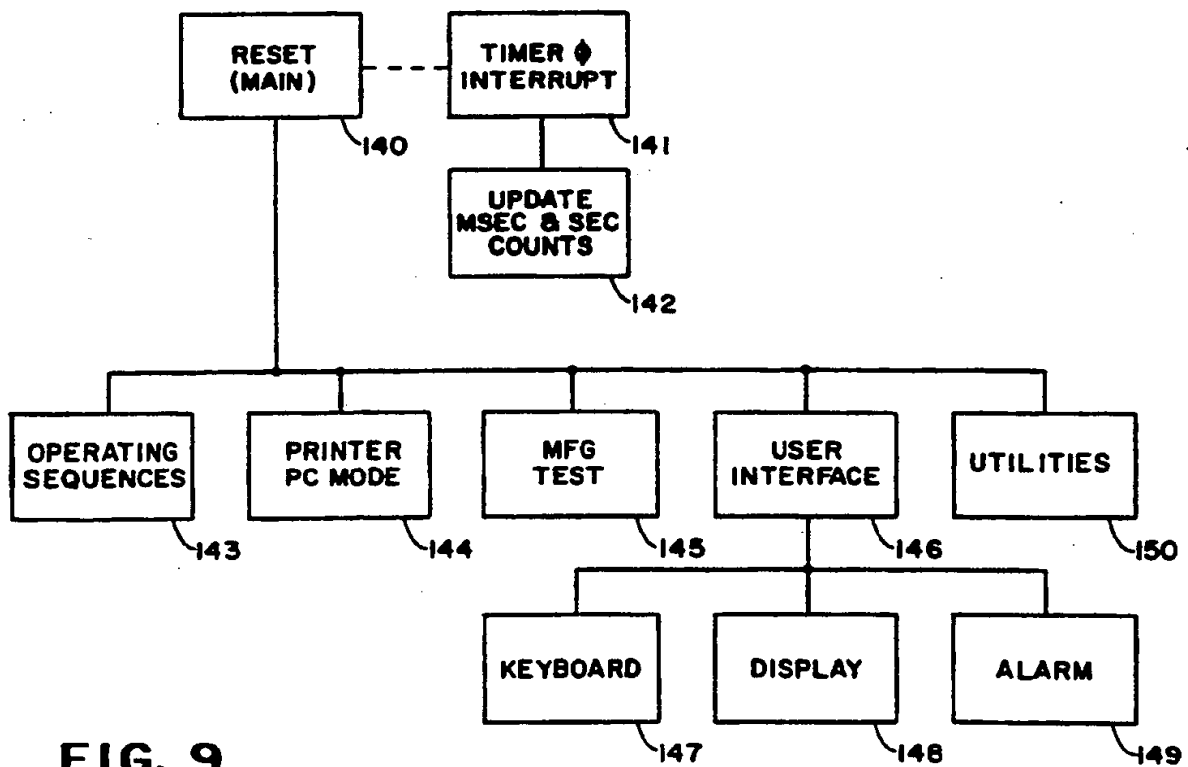 RESET
(MAIN)
140
TIMER ϕ
INTERRUPT
141
UPDATE
MSEC & SEC
COUNTS
142
OPERATING
SEQUENCES
143
PRINTER
PC MODE
144
MFG
TEST
145
USER
INTERFACE
146
UTILITIES
150
KEYBOARD
147
DISPLAY
148
ALARM
149
FIG. 9